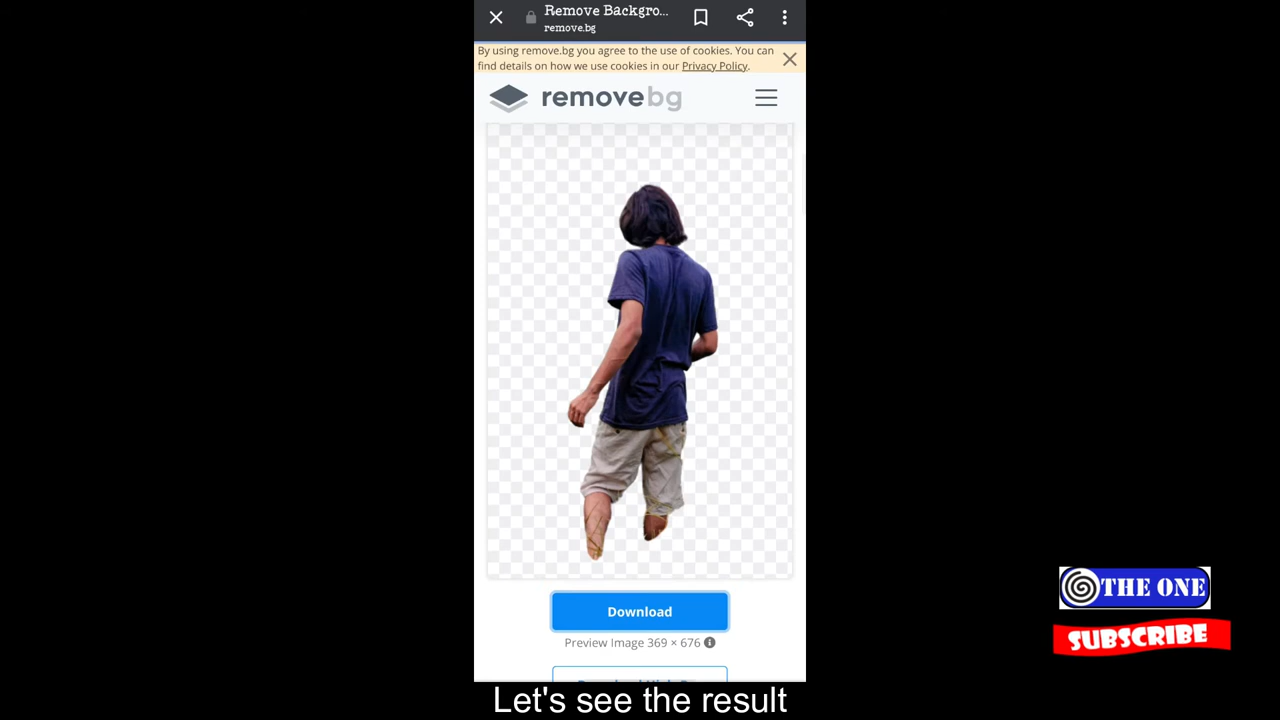 Remove Backgro...
remove.bg
By using remove.bg you agree to the use of cookies. You can
find details on how we use cookies in our Privacy Policy.
removebg
Download
Preview Image 369 × 676
THE ONE
SUBSCRIBE
Let's see the result